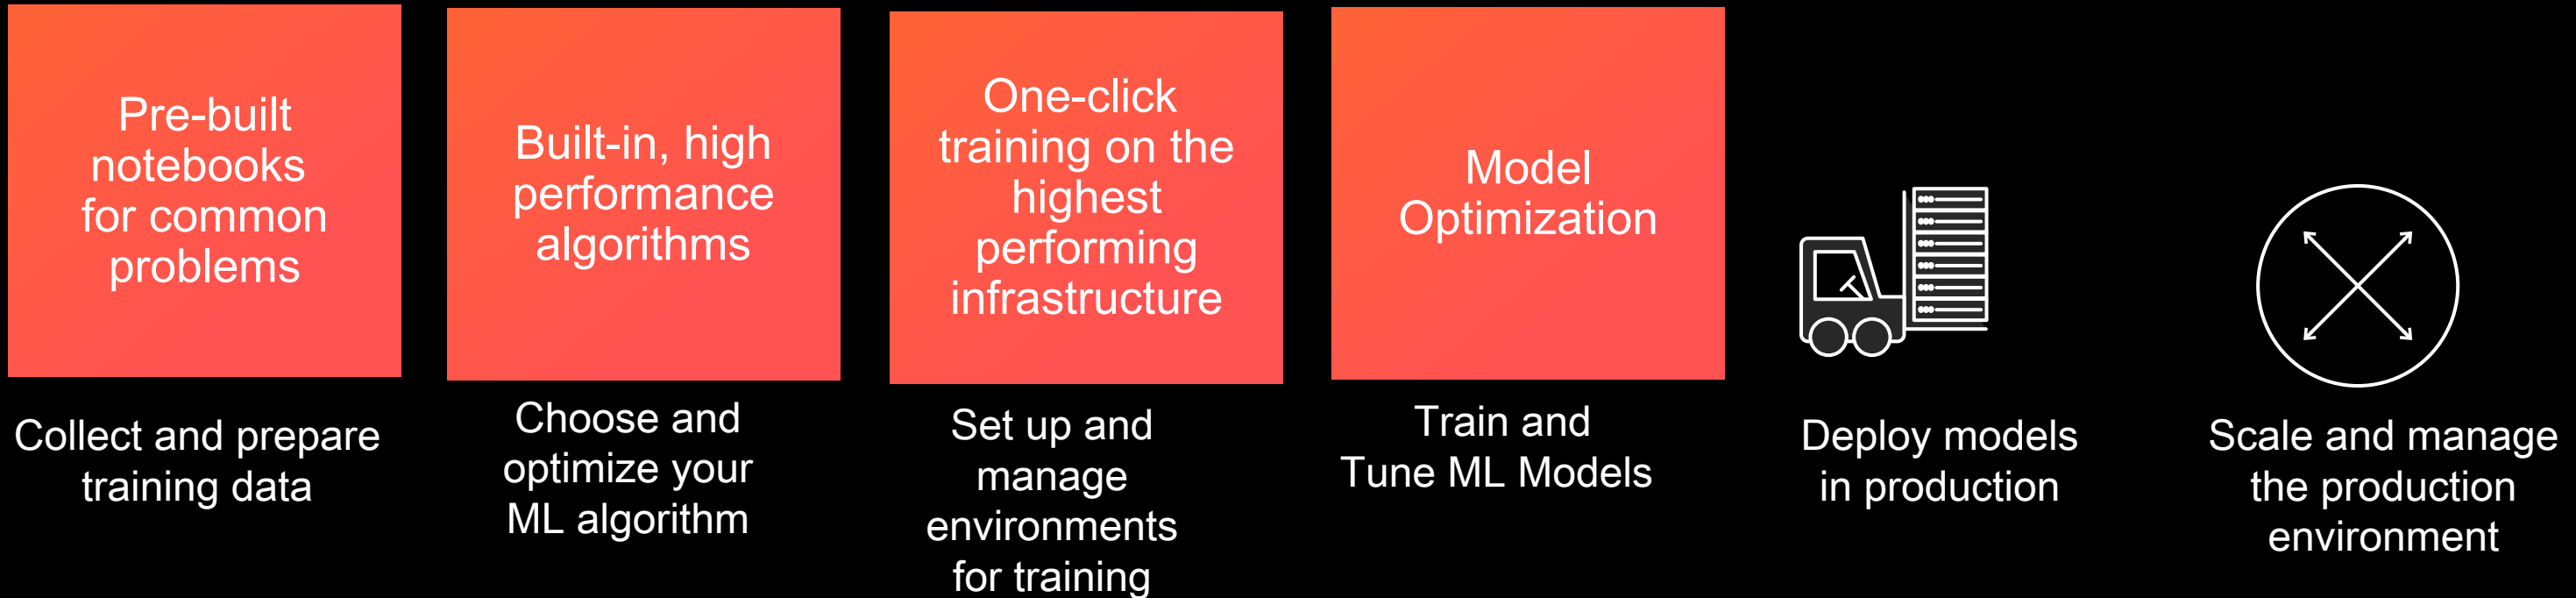 Pre-built
notebooks
for common
problems
Collect and prepare
training data
Built-in, high
performance
algorithms
Choose and
optimize your
ML algorithm
One-click
training on the
highest
performing
infrastructure
Set up and
manage
environments
for training
Model
Optimization
Train and
Tune ML Models
Deploy models
in production
Scale and manage
the production
environment